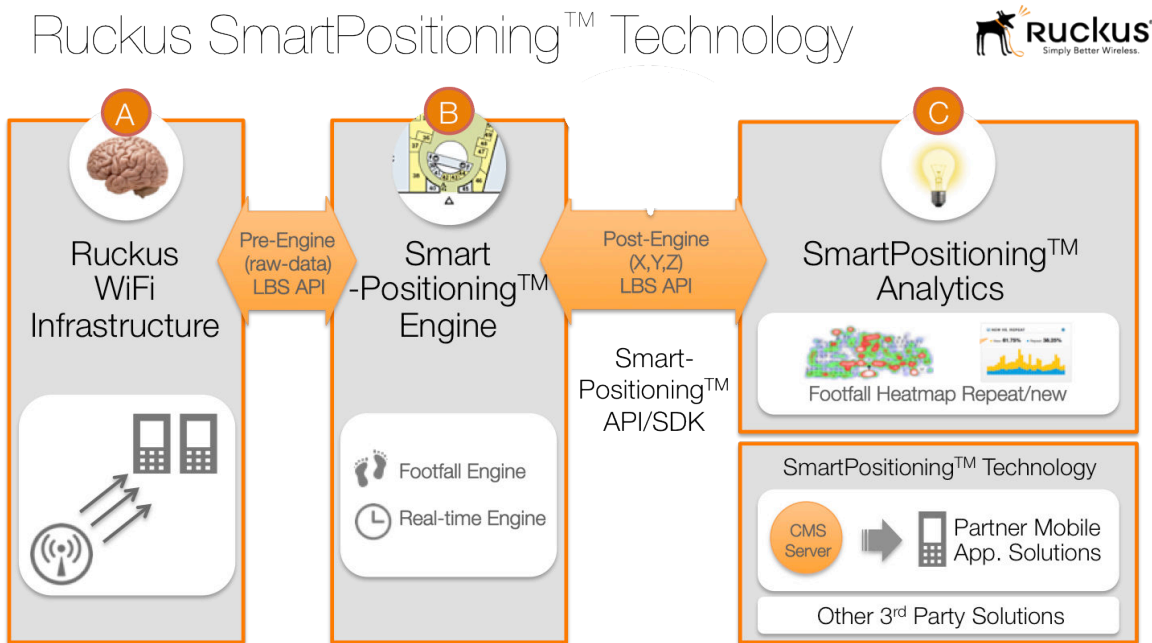 Ruckus SmartPositioning™ Technology
Ruckus®
Simply Better Wireless.
A
Ruckus
WiFi
Infrastructure
Pre-Engine
(raw-data)
LBS API
B
Smart
-Positioning™
Engine
Footfall Engine
Real-time Engine
Post-Engine
(X,Y,Z)
LBS API
Smart-
Positioning™
API/SDK
C
SmartPositioning™
Analytics
Footfall Heatmap Repeat/new
SmartPositioning™ Technology
CMS
Server
Partner Mobile
App. Solutions
Other 3rd Party Solutions